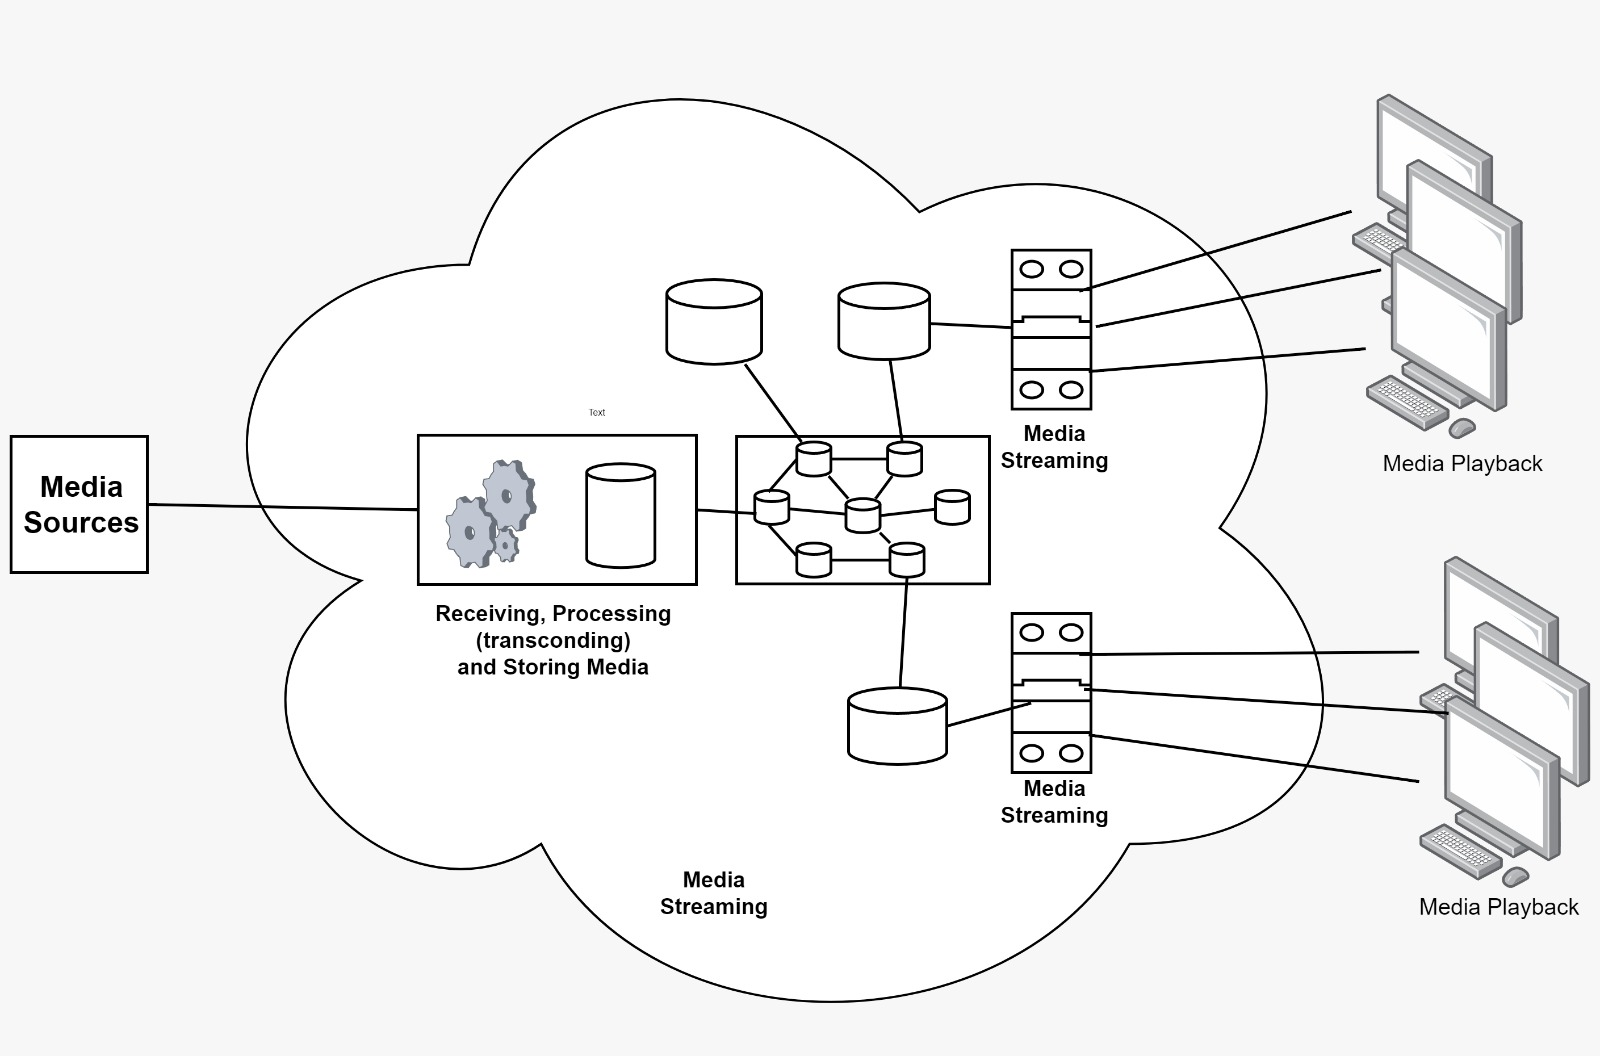 Media
Sources
Text
Receiving, Processing
(transconding)
and Storing Media
Media
Streaming
Media Playback
Media
Streaming
Media Playback
Media
Streaming